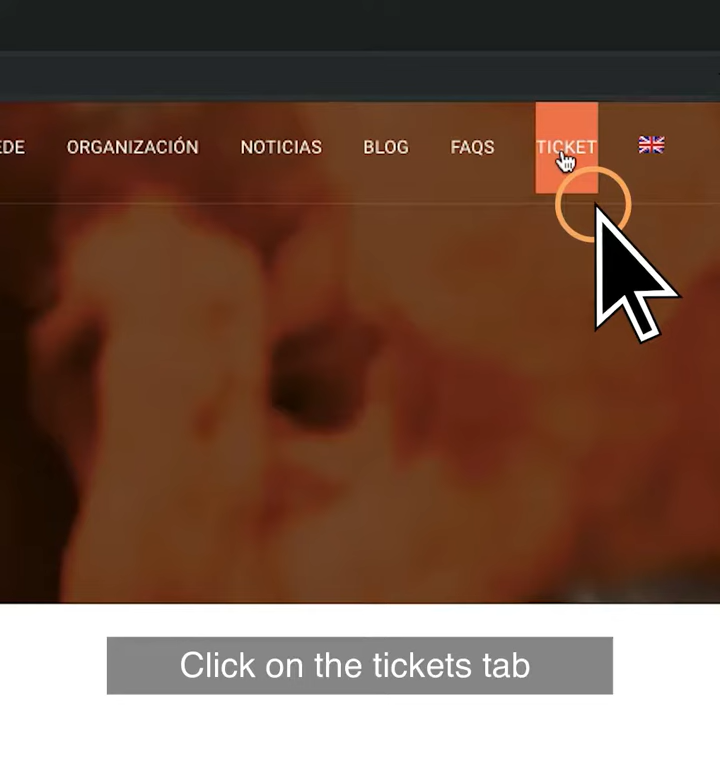 EDE ORGANIZACIÓN NOTICIAS BLOG FAQS TICKET
Click on the tickets tab